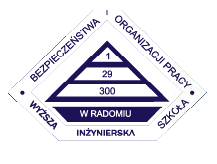 WYŻSZA
SZKOŁA
INŻYNIERSKA
BEZPIECZEŃSTWA
I
ORGANIZACJI PRACY
W RADOMIU
1
29
300